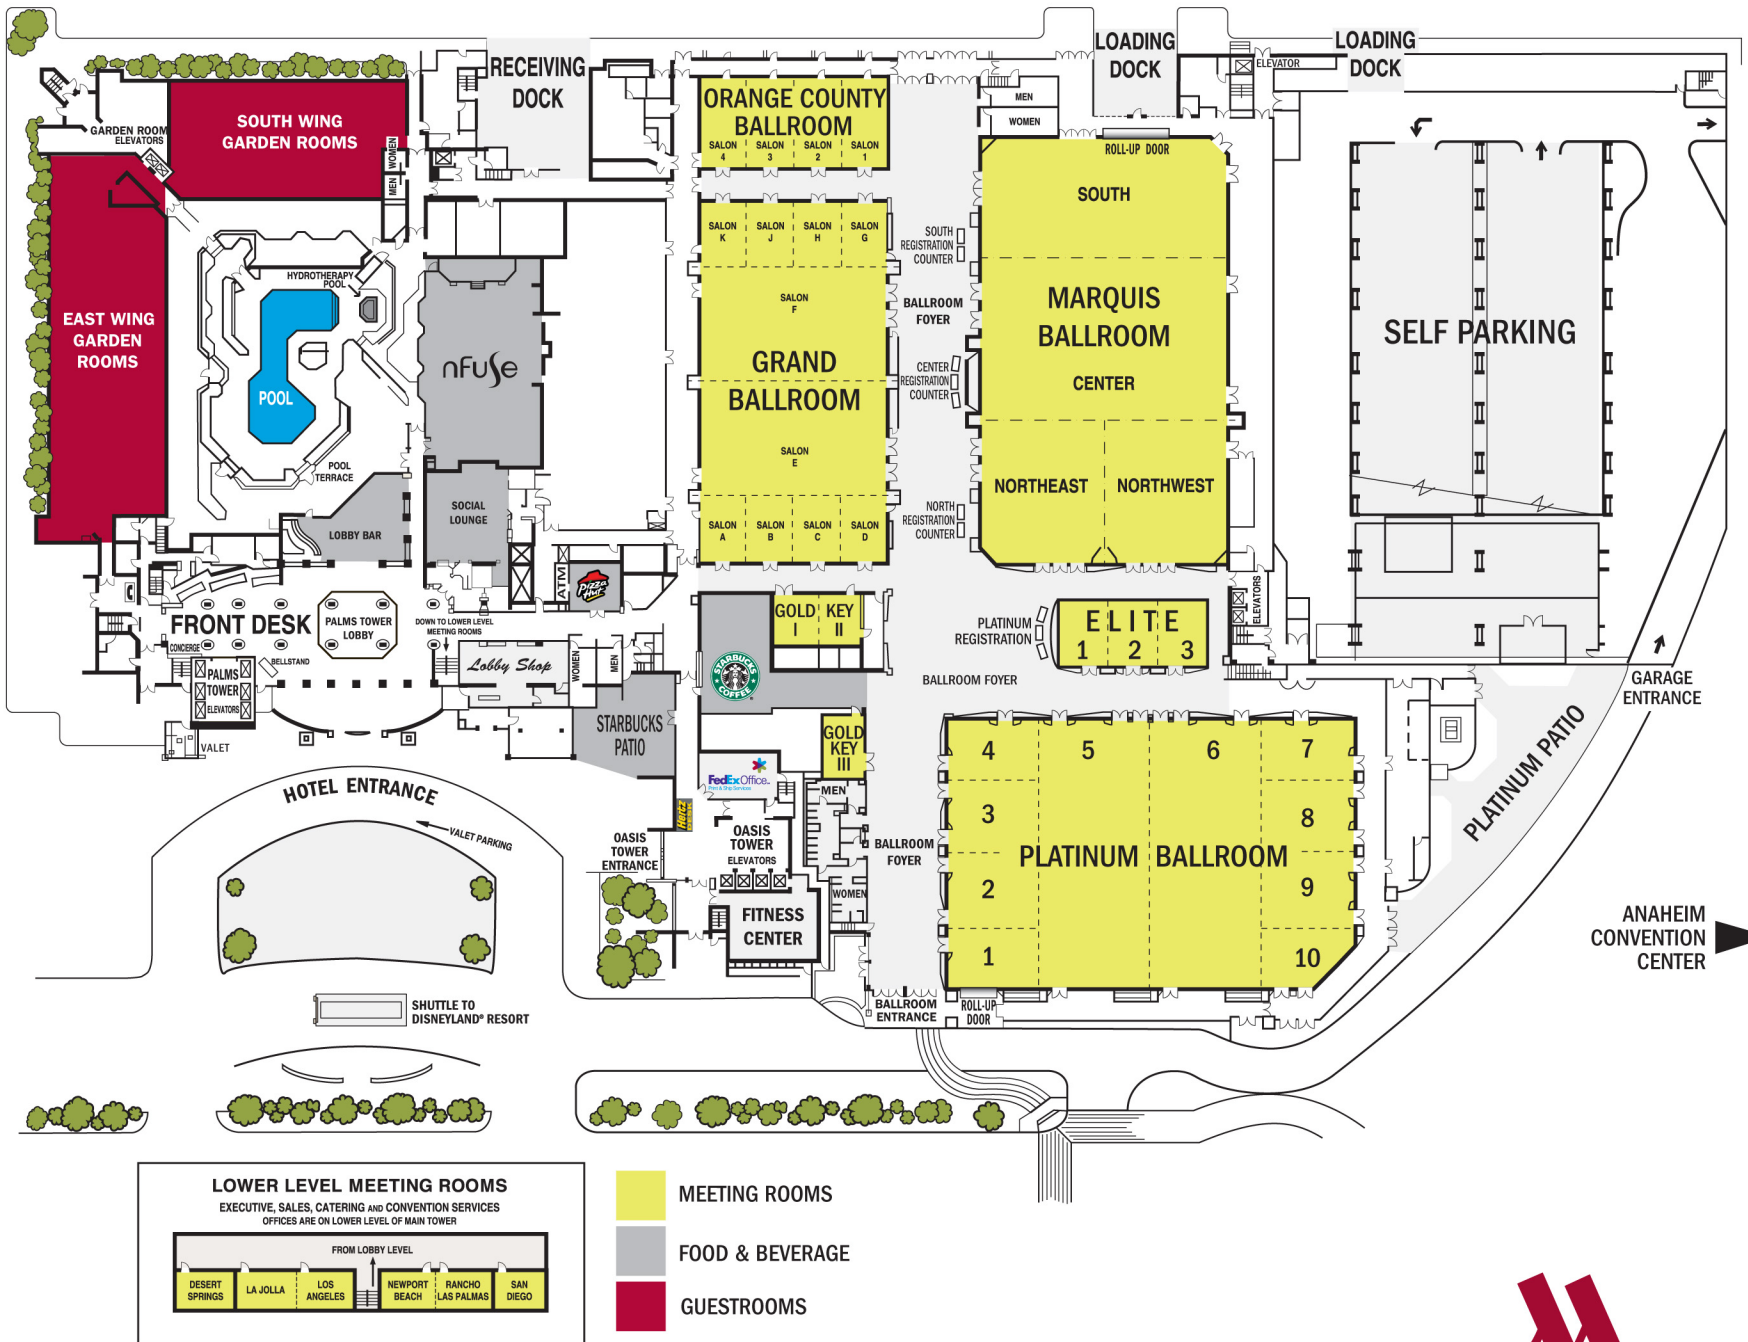 RECEIVING
DOCK
LOADING
DOCK
LOADING
DOCK
ELEVATOR
GARDEN ROOM
ELEVATORS
SOUTH WING
GARDEN ROOMS
WOMEN
MEN
EAST WING
GARDEN
ROOMS
HYDROTHERAPY
POOL
POOL
POOL
TERRACE
LOBBY BAR
nFuse
SOCIAL
LOUNGE
ATM
Pizza
Hut
ORANGE COUNTY
BALLROOM
SALON
4
SALON
3
SALON
2
SALON
1
SALON
K
SALON
J
SALON
H
SALON
G
SALON
F
GRAND
BALLROOM
SALON
E
SALON
A
SALON
B
SALON
C
SALON
D
MEN
WOMEN
ROLL-UP DOOR
SOUTH
SOUTH
REGISTRATION
COUNTER
BALLROOM
FOYER
MARQUIS
BALLROOM
CENTER
CENTER
REGISTRATION
COUNTER
NORTHEAST
NORTHWEST
NORTH
REGISTRATION
COUNTER
SELF PARKING
ELEVATORS
GARAGE
ENTRANCE
PLATINUM PATIO
FRONT DESK
CONCIERGE
BELLSTAND
PALMS TOWER
LOBBY
DOWN TO LOWER LEVEL
MEETING ROOMS
PALMS
TOWER
ELEVATORS
VALET
Lobby Shop
WOMEN
MEN
STARBUCKS
PATIO
STARBUCKS
COFFEE
GOLD KEY
I II
GOLD
KEY
III
PLATINUM
REGISTRATION
ELITE
1 2 3
BALLROOM FOYER
HOTEL ENTRANCE
VALET PARKING
FedEx Office
Print & Ship Services
Hertz
OASIS
TOWER
ENTRANCE
OASIS
TOWER
ELEVATORS
FITNESS
CENTER
MEN
WOMEN
BALLROOM
FOYER
4 5 6 7
3 8
PLATINUM BALLROOM
2 9
1 10
BALLROOM
ENTRANCE
ROLL-UP
DOOR
ANAHEIM
CONVENTION
CENTER
SHUTTLE TO
DISNEYLAND® RESORT
LOWER LEVEL MEETING ROOMS
EXECUTIVE, SALES, CATERING AND CONVENTION SERVICES
OFFICES ARE ON LOWER LEVEL OF MAIN TOWER
FROM LOBBY LEVEL
DESERT
SPRINGS
LA JOLLA
LOS
ANGELES
NEWPORT
BEACH
RANCHO
LAS PALMAS
SAN
DIEGO
MEETING ROOMS
FOOD & BEVERAGE
GUESTROOMS